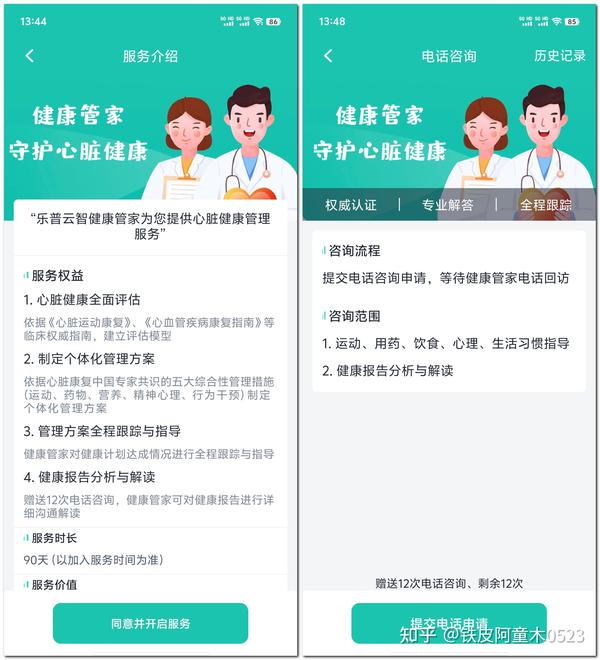 13:44
86
服务介绍
健康管家
守护心脏健康
“乐普云智健康管家为您提供心脏健康管理
服务”
服务权益
1. 心脏健康全面评估
依据《心脏运动康复》、《心血管疾病康复指南》等
临床权威指南，建立评估模型
2. 制定个体化管理方案
依据心脏康复中国专家共识的五大综合性管理措施
(运动、药物、营养、精神心理、行为干预) 制定
个体化管理方案
3. 管理方案全程跟踪与指导
健康管家对健康计划达成情况进行全程跟踪与指导
4. 健康报告分析与解读
赠送12次电话咨询，健康管家可对健康报告进行详
细沟通解读
服务时长
90天 (以加入服务时间为准）
服务价值
同意并开启服务
13:48
85
电话咨询
历史记录
健康管家
守护心脏健康
权威认证 | 专业解答 | 全程跟踪
咨询流程
提交电话咨询申请，等待健康管家电话回访
咨询范围
1. 运动、用药、饮食、心理、生活习惯指导
2. 健康报告分析与解读
赠送12次电话咨询、剩余12次
提交电话申请
知乎 @铁皮阿童木0523